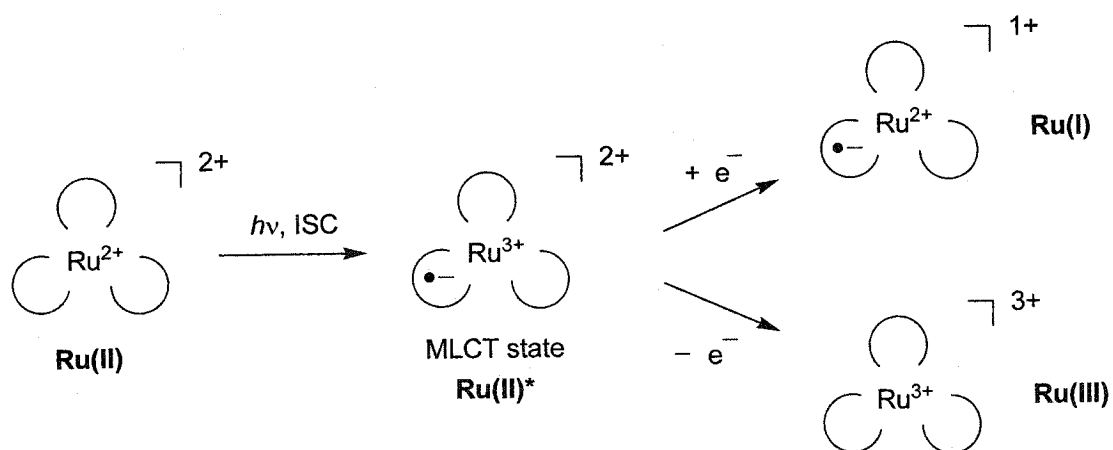 1+
Ru²⁺
Ru(I)
2+
Ru²⁺
Ru(II)
hν, ISC
2+
Ru³⁺
MLCT state
Ru(II)*
+ e⁻
− e⁻
3+
Ru³⁺
Ru(III)